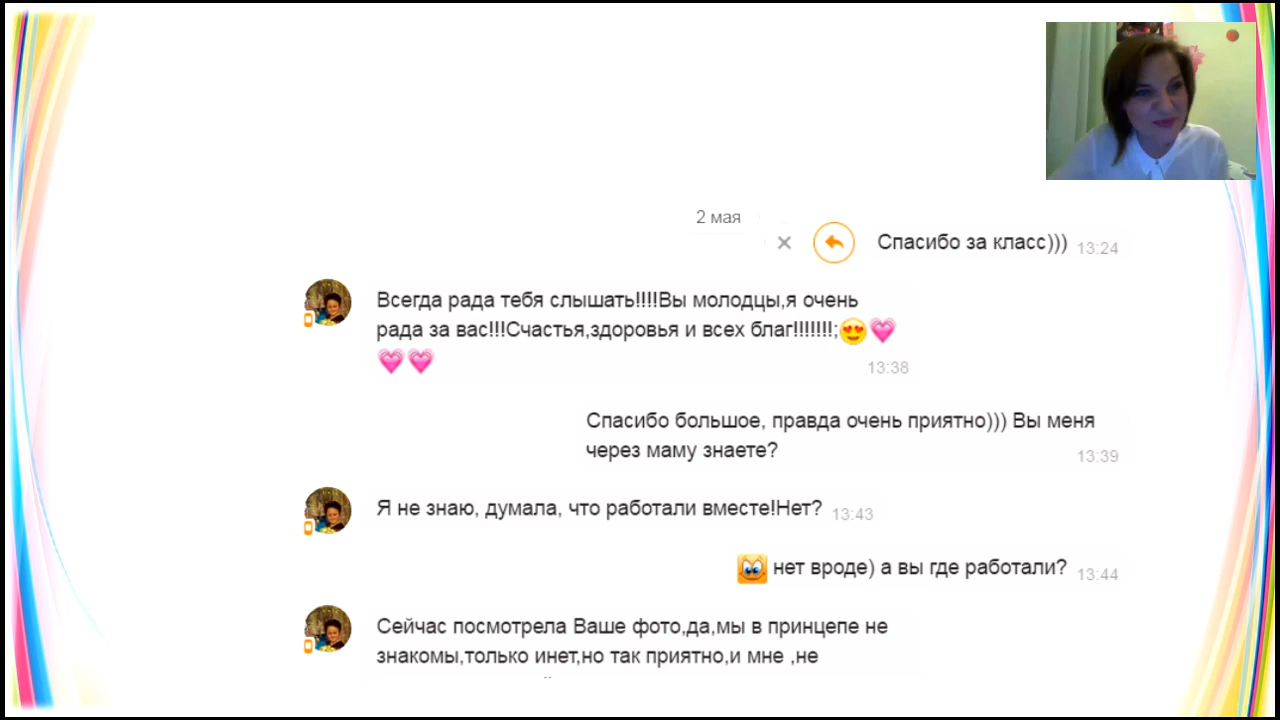 2 мая
Спасибо за класс))) 13:24
Всегда рада тебя слышать!!!!Вы молодцы,я очень
рада за вас!!!Счастья,здоровья и всех благ!!!!!!!;😍💗
💗💗 13:38
Спасибо большое, правда очень приятно))) Вы меня
через маму знаете? 13:39
Я не знаю, думала, что работали вместе!Нет? 13:43
нет вроде) а вы где работали? 13:44
Сейчас посмотрела Ваше фото,да,мы в принцепе не
знакомы,только инет,но так приятно,и мне ,не